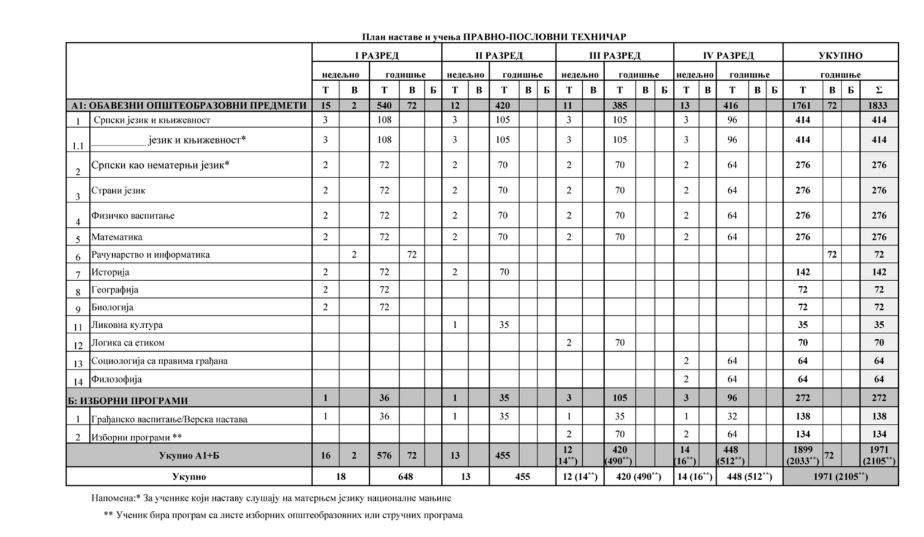 План наставе и учења ПРАВНО-ПОСЛОВНИ ТЕХНИЧАР
I РАЗРЕД II РАЗРЕД III РАЗРЕД IV РАЗРЕД УКУПНО
недељно годишње недељно годишње недељно годишње недељно годишње годишње
Т В Т В Б Т В Т В Б Т В Т В Б Т В Т В Б Т В Б Σ
А1: ОБАВЕЗНИ ОПШТЕОБРАЗОВНИ ПРЕДМЕТИ 15 2 540 72 12 420 11 385 13 416 1761 72 1833
1 Српски језик и књижевност 3 108 3 105 3 105 3 96 414 414
1.1 ___________ језик и књижевност* 3 108 3 105 3 105 3 96 414 414
2 Српски као нематерњи језик* 2 72 2 70 2 70 2 64 276 276
3 Страни језик 2 72 2 70 2 70 2 64 276 276
4 Физичко васпитање 2 72 2 70 2 70 2 64 276 276
5 Математика 2 72 2 70 2 70 2 64 276 276
6 Рачунарство и информатика 2 72 72 72
7 Историја 2 72 2 70 142 142
8 Географија 2 72 72 72
9 Биологија 2 72 72 72
11 Ликовна култура 1 35 35 35
12 Логика са етиком 2 70 70 70
13 Социологија са правима грађана 2 64 64 64
14 Филозофија 2 64 64 64
Б: ИЗБОРНИ ПРОГРАМИ 1 36 1 35 3 105 3 96 272 272
1 Грађанско васпитање/Верска настава 1 36 1 35 1 35 1 32 138 138
2 Изборни програми ** 2 70 2 64 134 134
Укупно А1+Б 16 2 576 72 13 455 12 (14**) 420 (490**) 14 (16**) 448 (512**) 1899 (2033**) 72 1971 (2105**)
Укупно 18 648 13 455 12 (14**) 420 (490**) 14 (16**) 448 (512**) 1971 (2105**)
Напомена:* За ученике који наставу слушају на матерњем језику националне мањине
** Ученик бира програм са листе изборних општеобразовних или стручних програма